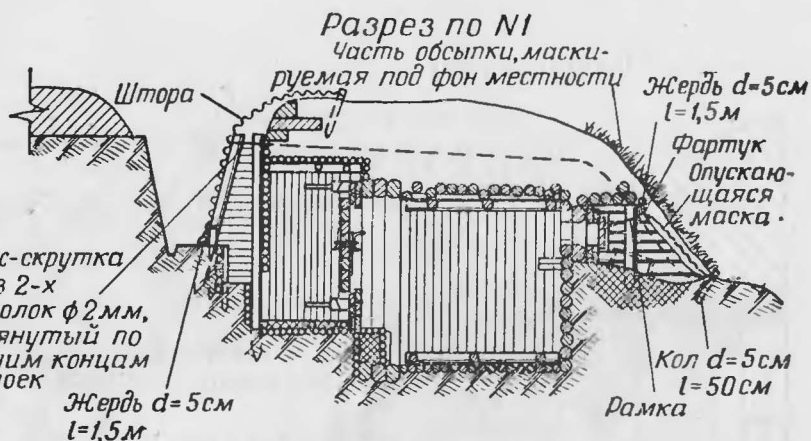 Разрез по N1
Часть обсыпки, маски-
руемая под фон местности
Штора
Жердь d=5см
l=1,5м
Фартук
Опускаю-
щаяся
маска.
с-скрутка
2-х
олок ф2мм,
янутый по
ним концам
оек
Жердь d=5см
l=1,5м
Кол d=5см
l=50см
Рамка